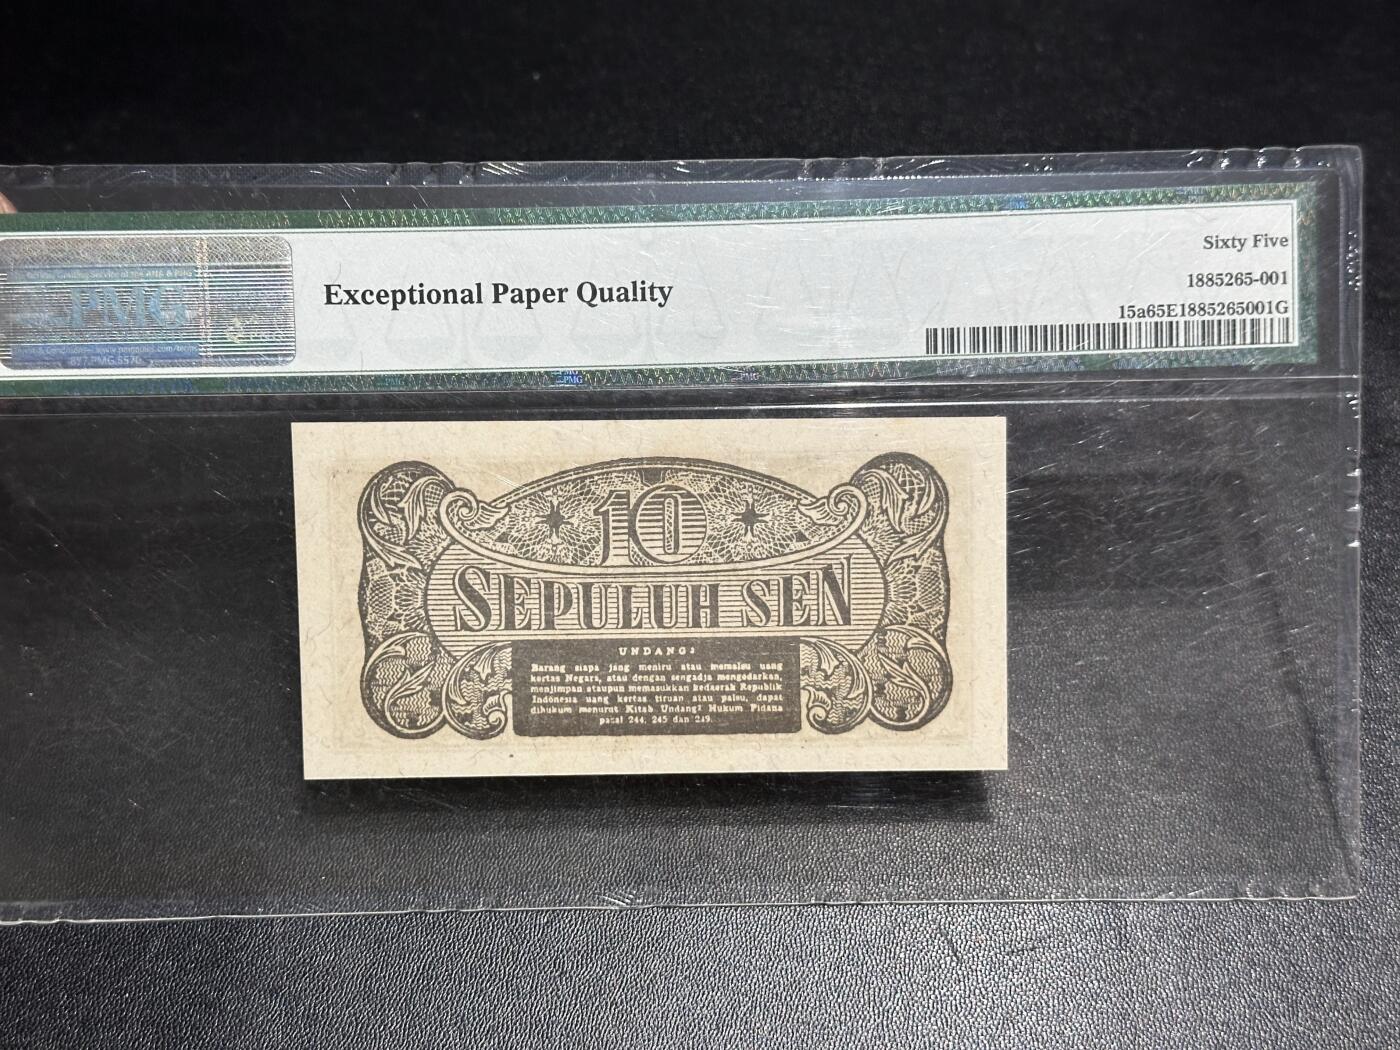 Sixty Five
1885265-001
15a65E1885265001G
Exceptional Paper Quality
PMG
PMG
PMG
10
SEPULUH SEN
UNDANG2
Barang siapa jang meniru atau memalsu uang
kertas Negara, atau dengan sengadja mengedarkan,
menjimpan ataupun memasukkan kedaerah Republik
Indonesia uang kertas tiruan atau palsu, dapat
dihukum menurut Kitab Undang2 Hukum Pidana
pasal 244, 245 dan 249.